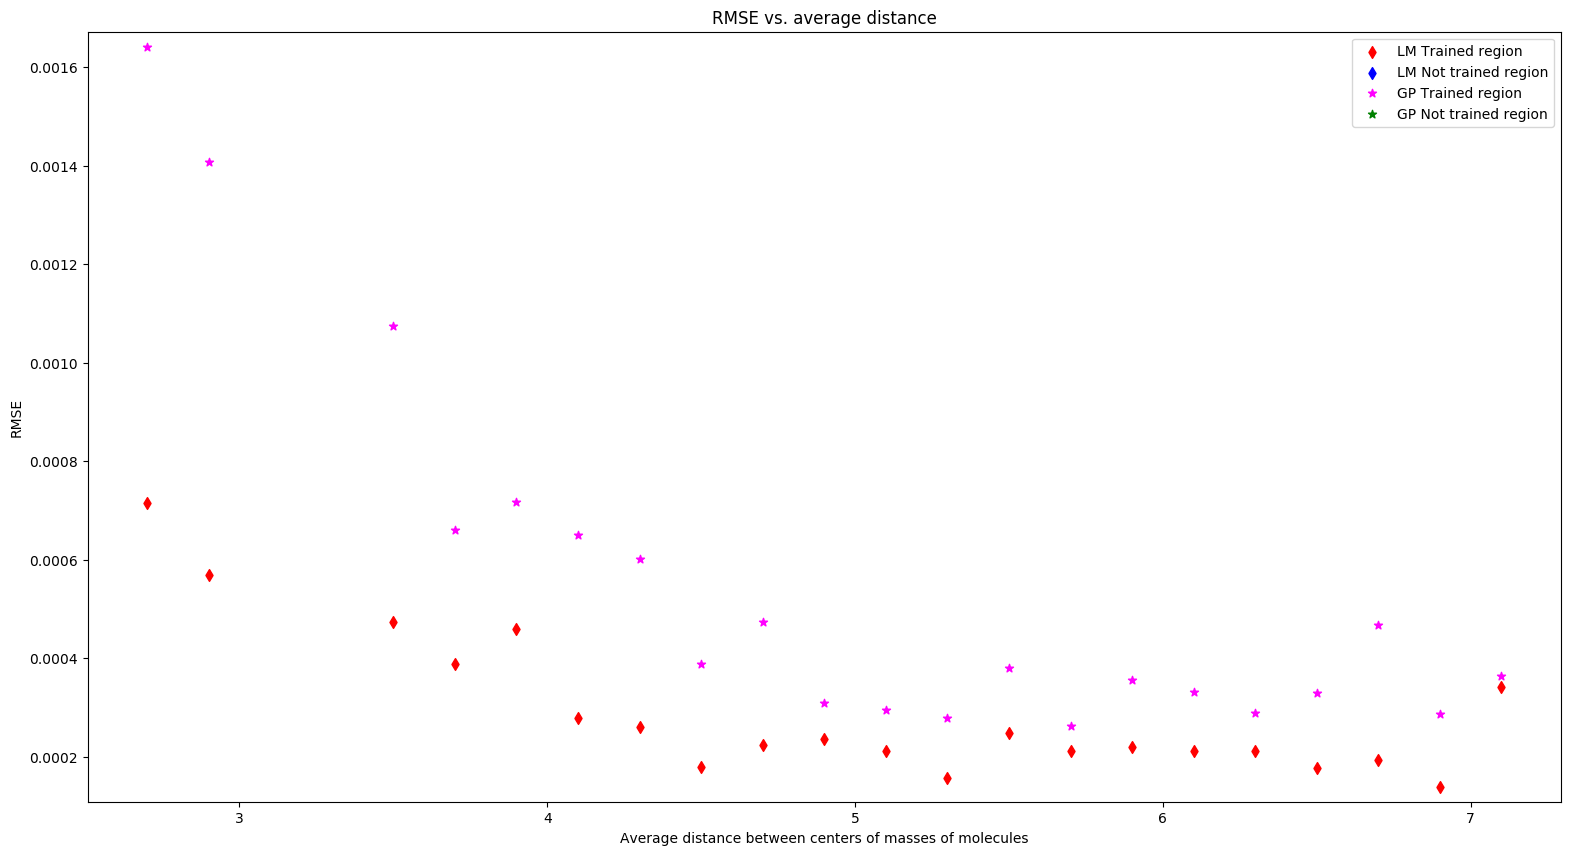 RMSE vs. average distance
LM Trained region
LM Not trained region
GP Trained region
GP Not trained region
0.0016
0.0014
0.0012
0.0010
0.0008
0.0006
0.0004
0.0002
RMSE
3 4 5 6 7
Average distance between centers of masses of molecules